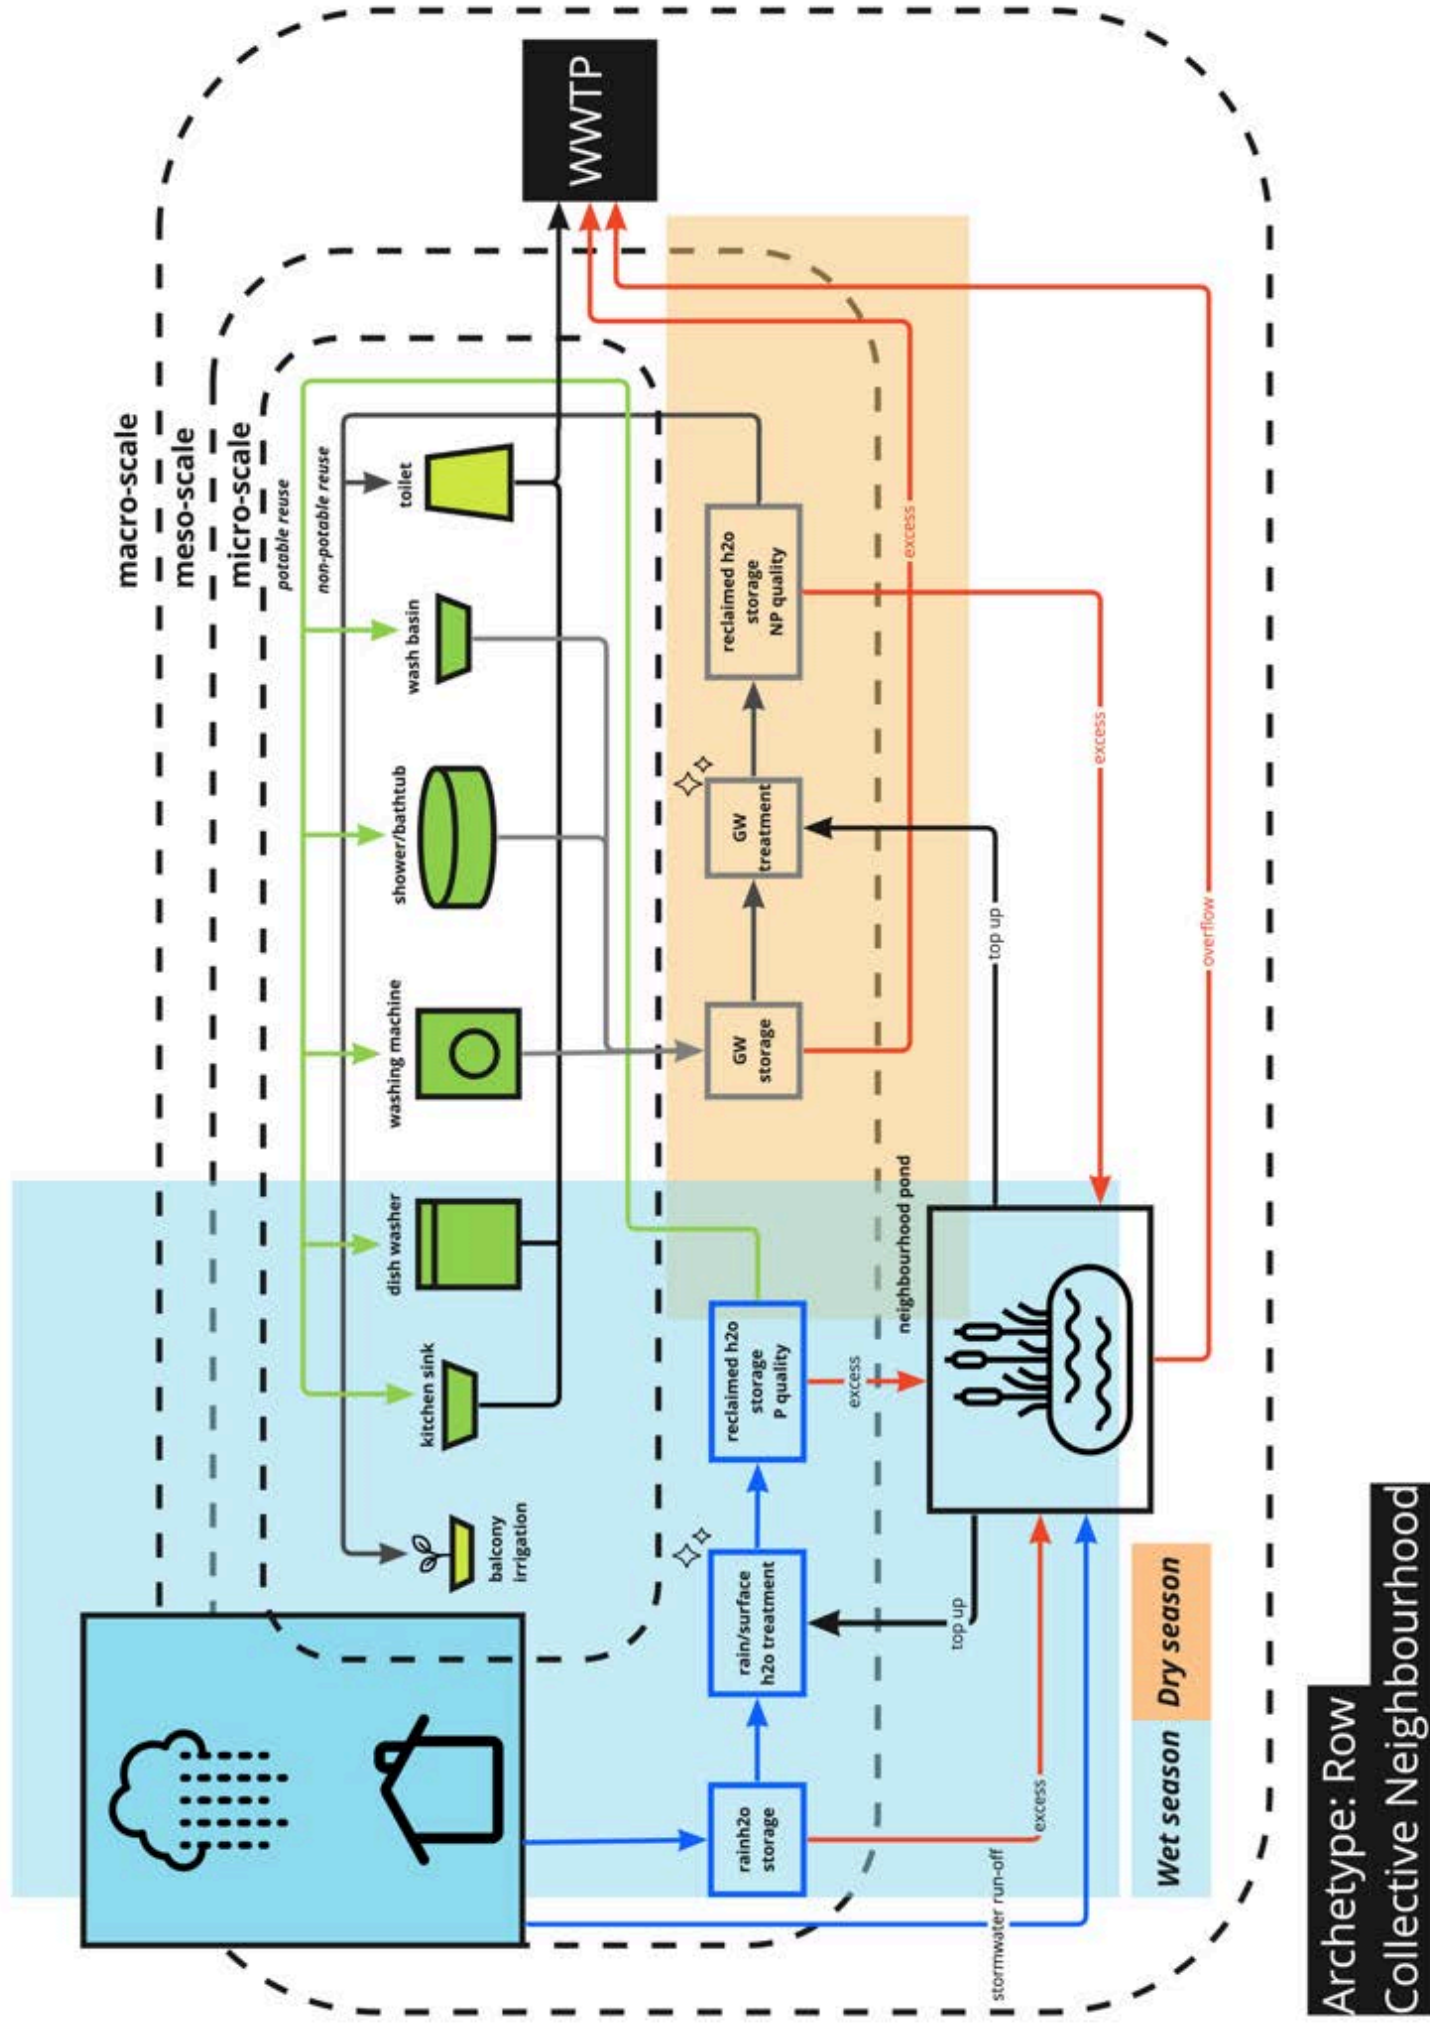 macro-scale
meso-scale
micro-scale
potable reuse
non-potable reuse
balcony
irrigation
kitchen sink
dish washer
washing machine
shower/bathtub
wash basin
toilet
WWTP
rainh2o
storage
rain/surface
h2o treatment
reclaimed h2o
storage
P quality
GW
storage
GW
treatment
reclaimed h2o
storage
NP quality
excess
excess
neighbourhood pond
top up
top up
excess
excess
stormwater run-off
overflow
Wet season
Dry season
Archetype: Row
Collective Neighbourhood